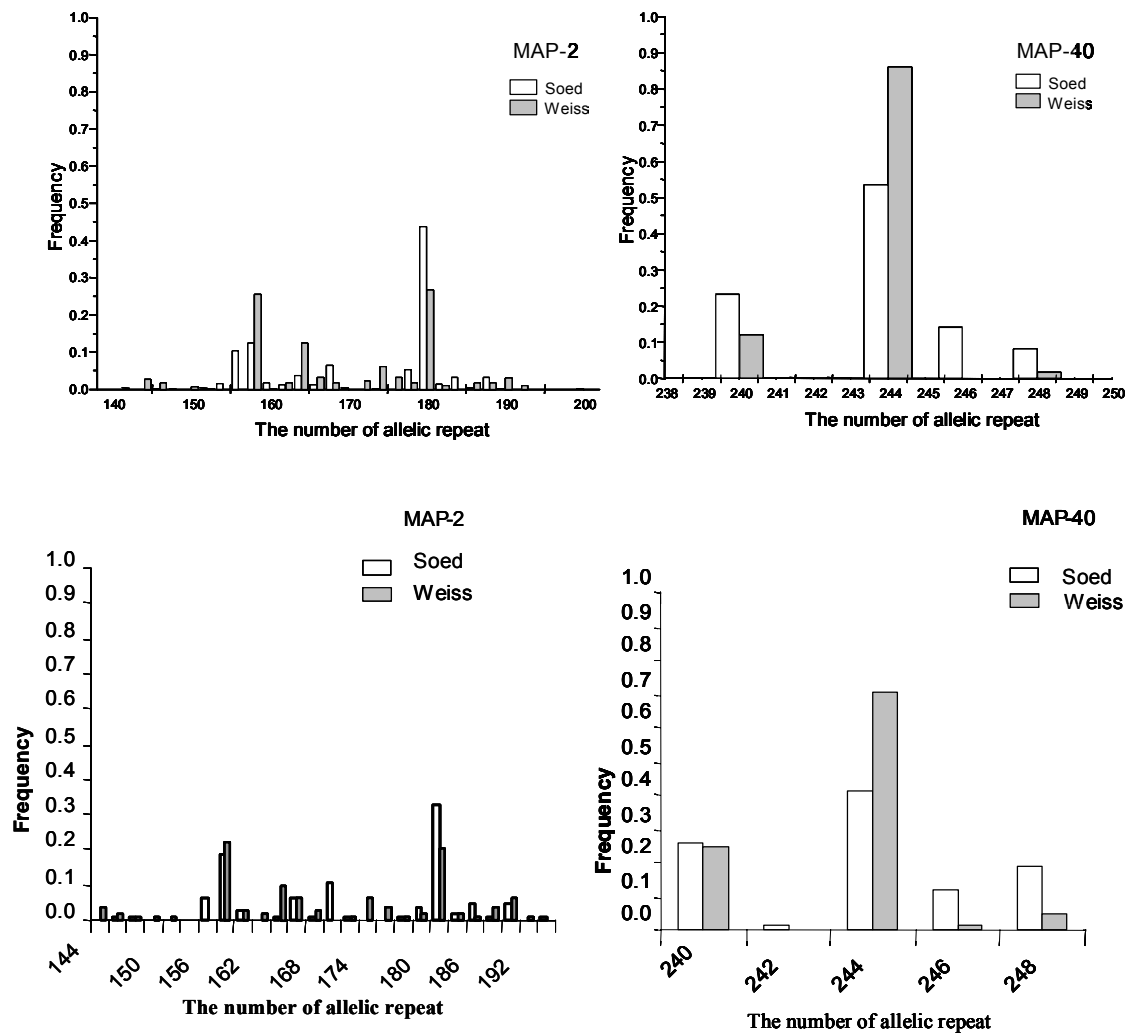 MAP-2
Soed
Weiss
Frequency
1.0
0.9
0.8
0.7
0.6
0.5
0.4
0.3
0.2
0.1
0.0
140 150 160 170 180 190 200
The number of allelic repeat
MAP-40
Soed
Weiss
Frequency
1.0
0.9
0.8
0.7
0.6
0.5
0.4
0.3
0.2
0.1
0.0
238 239 240 241 242 243 244 245 246 247 248 249 250
The number of allelic repeat
MAP-2
Soed
Weiss
Frequency
1.0
0.9
0.8
0.7
0.6
0.5
0.4
0.3
0.2
0.1
0.0
144 150 156 162 168 174 180 186 192
The number of allelic repeat
MAP-40
Soed
Weiss
Frequency
1.0
0.9
0.8
0.7
0.6
0.5
0.4
0.3
0.2
0.1
0.0
240 242 244 246 248
The number of allelic repeat